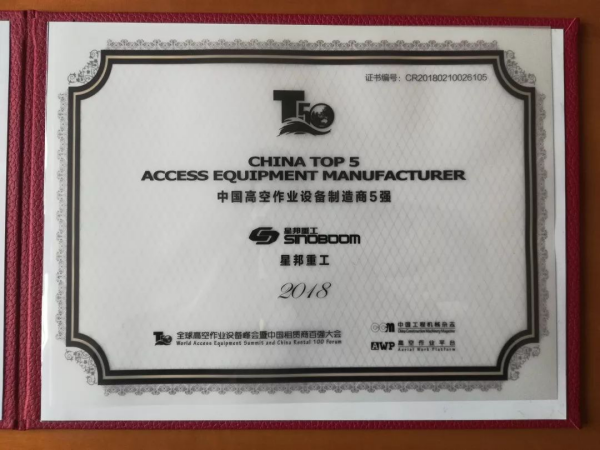 证书编号：CR20180210026105
T50
CHINA TOP 5
ACCESS EQUIPMENT MANUFACTURER
中国高空作业设备制造商5强
星邦重工
SINOBOOM
星邦重工
2018
全球高空作业设备峰会暨中国租赁商百强大会
World Access Equipment Summit and China Rental 100 Forum
中国工程机械杂志
AWP 高空作业平台
Aerial Work Platform